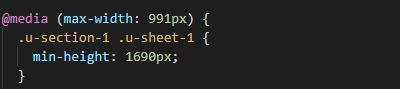 @media (max-width: 991px) {
  .u-section-1 .u-sheet-1 {
    min-height: 1690px;
  }